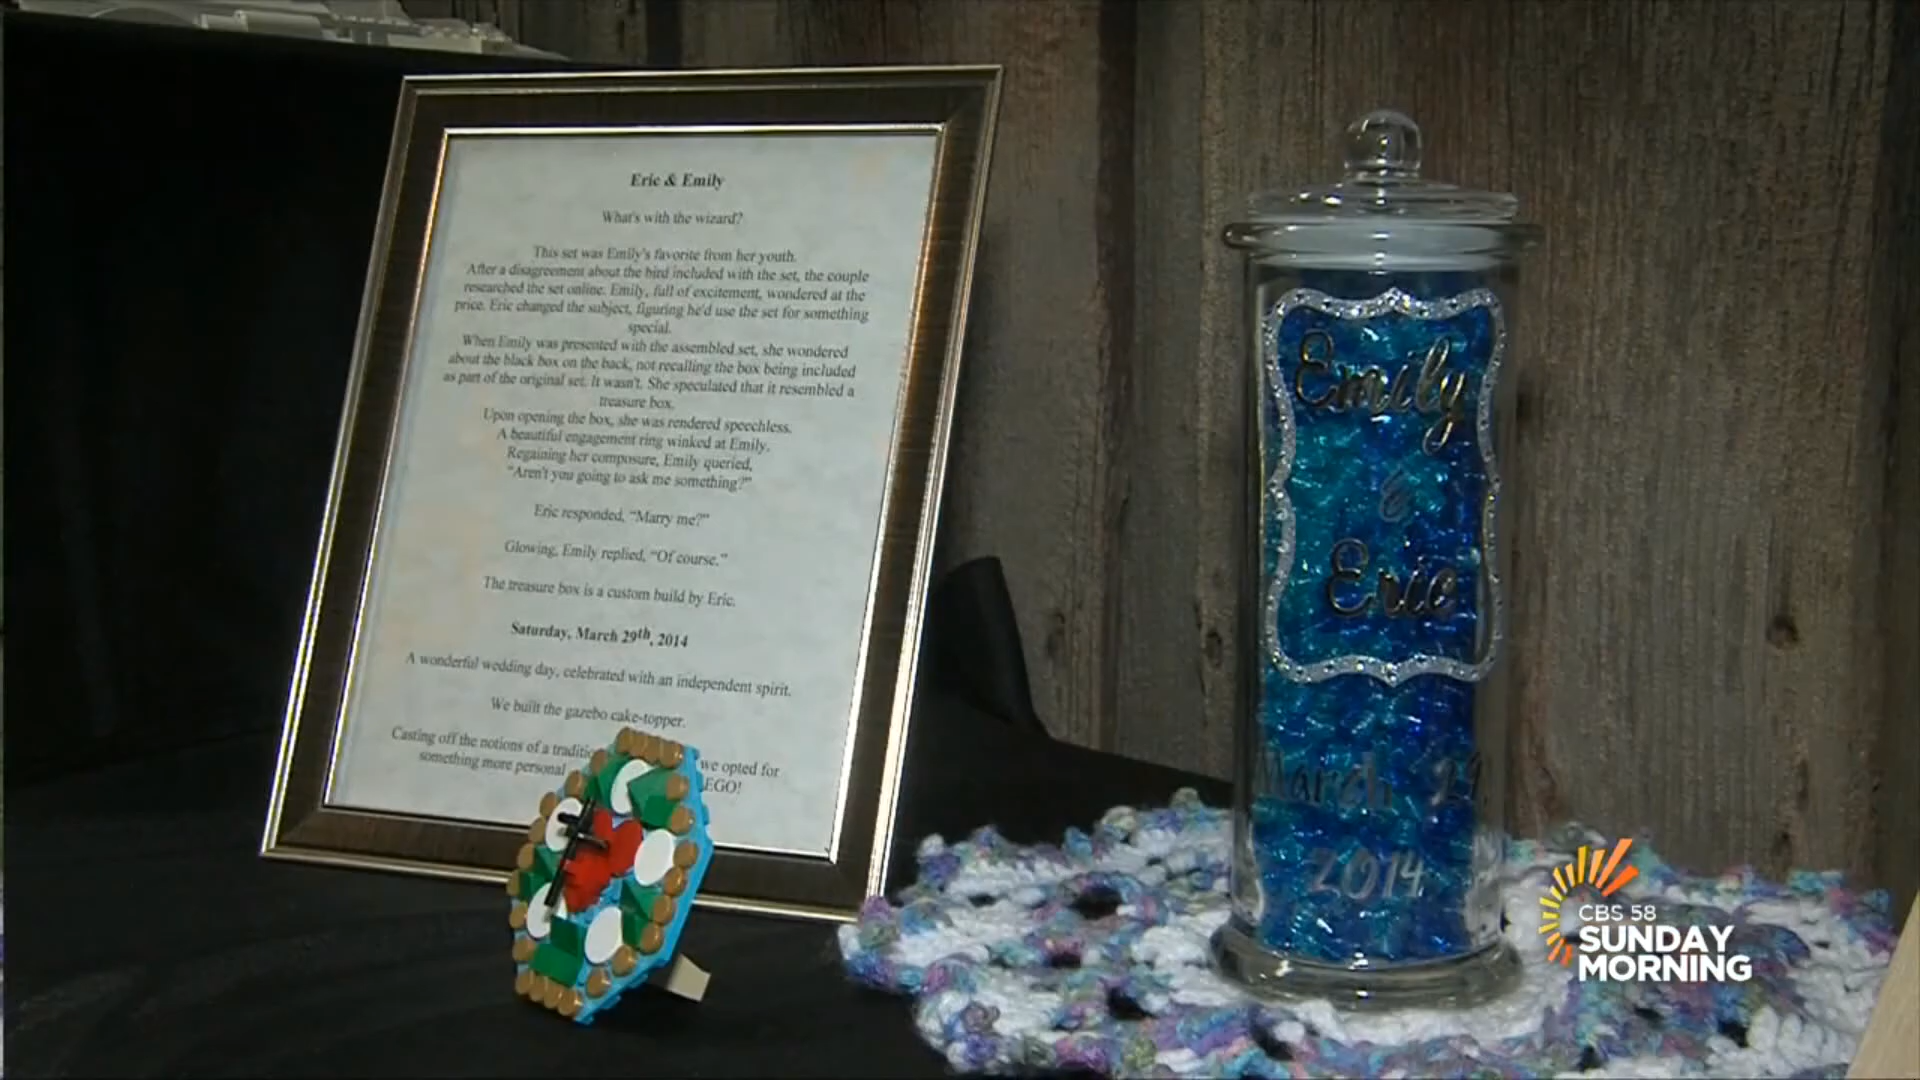 Eric & Emily
What's with the wizard?
This set was Emily's favorite from her youth.
After a disagreement about the bird included with the set, the couple
researched the set online. Emily, full of excitement, wondered at the
price. Eric changed the subject, figuring he'd use the set for something
special.
When Emily was presented with the assembled set, she wondered
about the black box on the back, not recalling the box being included
as part of the original set. It wasn't. She speculated that it resembled a
treasure box.
Upon opening the box, she was rendered speechless.
A beautiful engagement ring winked at Emily.
Regaining her composure, Emily queried,
"Aren't you going to ask me something?"
Eric responded, "Marry me?"
Glowing, Emily replied, "Of course."
The treasure box is a custom build by Eric.
Saturday, March 29th, 2014
A wonderful wedding day, celebrated with an independent spirit.
We built the gazebo cake-topper.
Casting off the notions of a we opted for
something more personal EGO!
Emily
&
Eric
March 29
2014
CBS 58
SUNDAY
MORNING